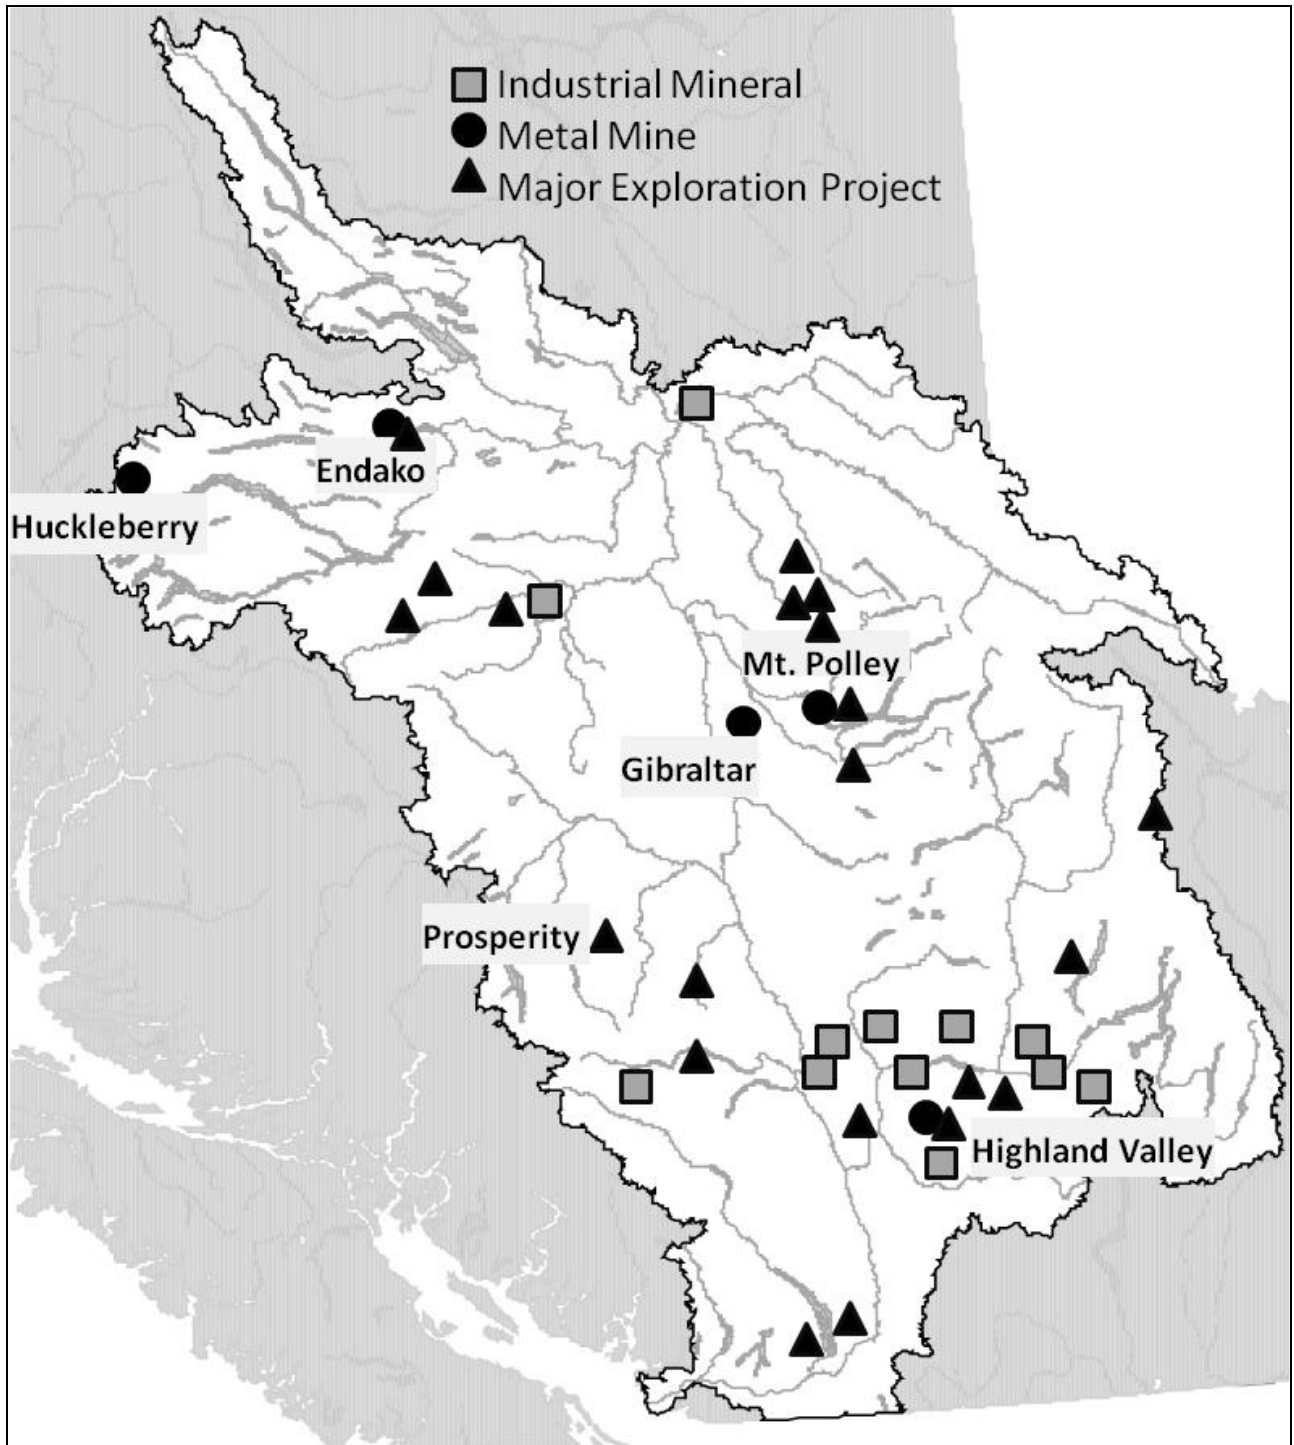 Industrial Mineral
Metal Mine
Major Exploration Project
Endako
Huckleberry
Mt. Polley
Gibraltar
Prosperity
Highland Valley